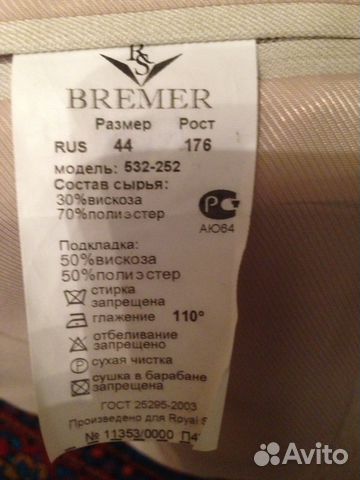 RS
BREMER
Размер Рост
RUS 44 176
модель: 532-252
Состав сырья:
30%вискоза
70%полиэстер
АЮ64
Подкладка:
50%вискоза
50%полиэстер
стирка
запрещена
глажение 110°
отбеливание
запрещено
P сухая чистка
сушка в барабане
запрещена
ГОСТ 25295-2003
Произведено для Royal S
№ 11353/0000 П4
Avito